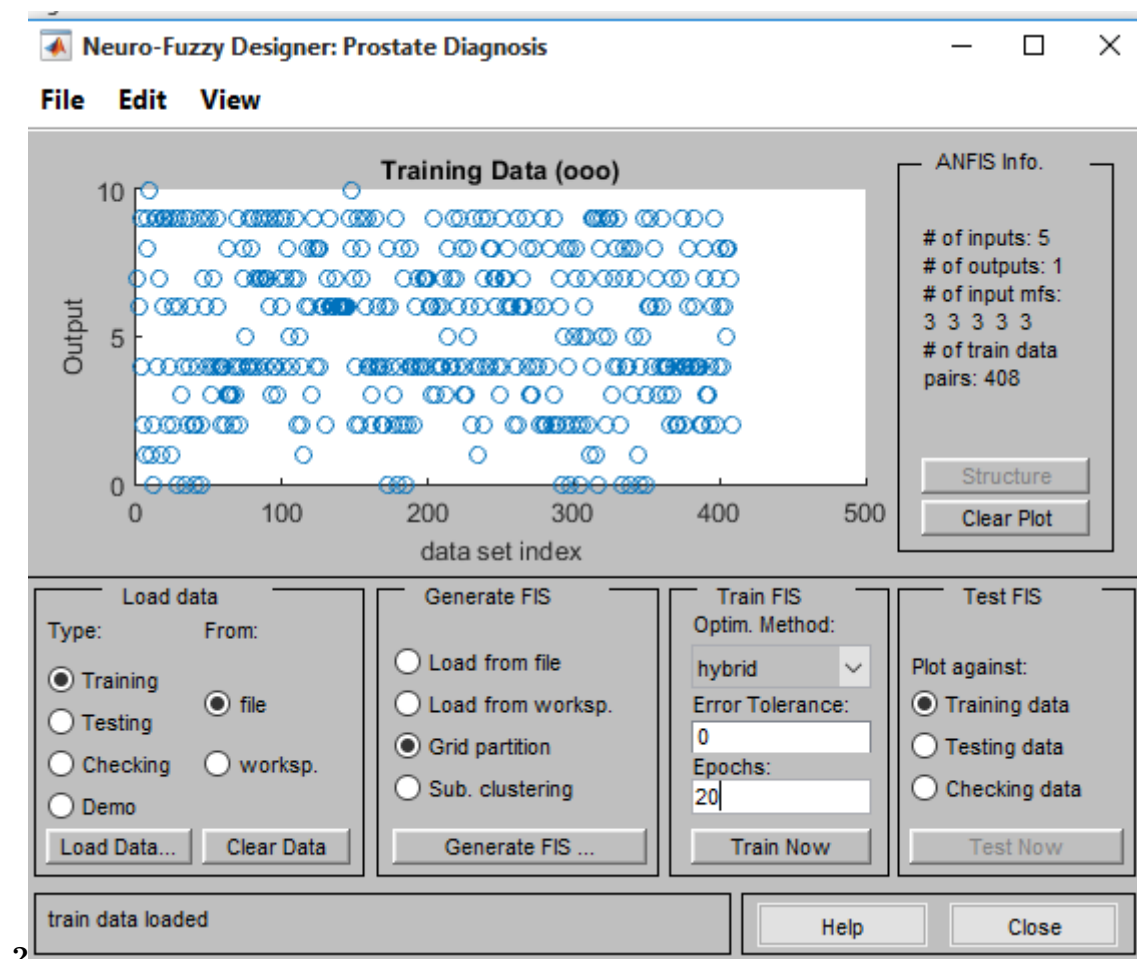 Neuro-Fuzzy Designer: Prostate Diagnosis
File Edit View
Training Data (ooo)
10
5
0
Output
0 100 200 300 400 500
data set index
ANFIS Info.
# of inputs: 5
# of outputs: 1
# of input mfs:
3 3 3 3 3
# of train data
pairs: 408
Structure
Clear Plot
Load data
Type: From:
Training
file
Testing
Checking
worksp.
Demo
Load Data... Clear Data
Generate FIS
Load from file
Load from worksp.
Grid partition
Sub. clustering
Generate FIS ...
Train FIS
Optim. Method:
hybrid
Error Tolerance:
0
Epochs:
20
Train Now
Test FIS
Plot against:
Training data
Testing data
Checking data
Test Now
train data loaded
Help Close